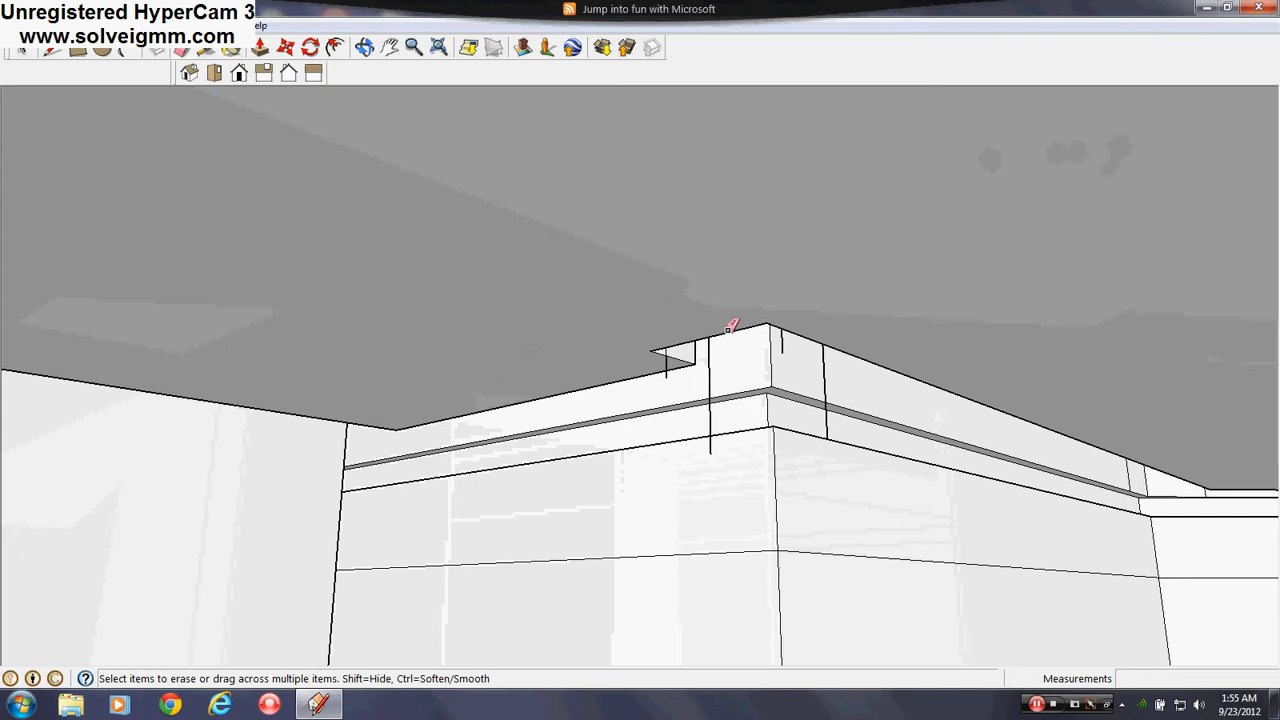 Unregistered HyperCam 3
www.solveigmm.com
Jump into fun with Microsoft
elp
Select items to erase or drag across multiple items. Shift=Hide, Ctrl=Soften/Smooth
Measurements
1:55 AM
9/23/2012